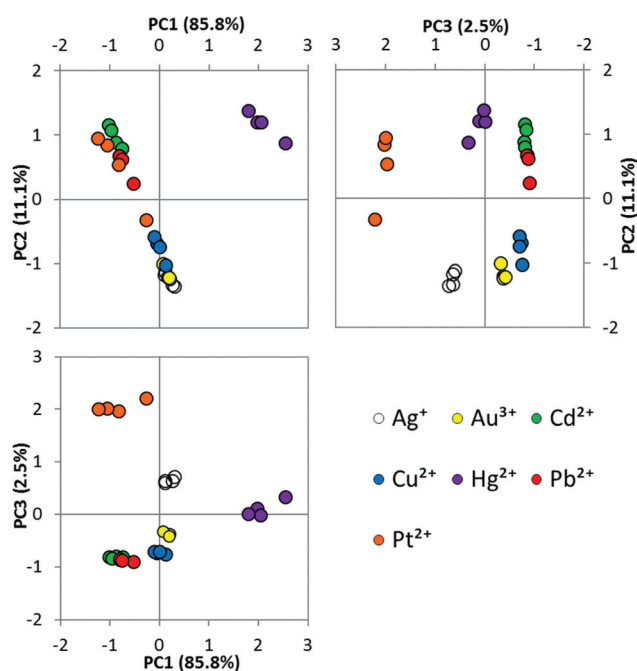 PC1 (85.8%)
-2 -1 0 1 2 3
PC3 (2.5%)
3 2 1 0 -1 -2
2
1
0
-1
-2
PC2 (11.1%)
2
1
0
-1
-2
PC2 (11.1%)
3
2
1
0
-1
-2
PC3 (2.5%)
-2 -1 0 1 2 3
PC1 (85.8%)
Ag⁺ Au³⁺ Cd²⁺
Cu²⁺ Hg²⁺ Pb²⁺
Pt²⁺